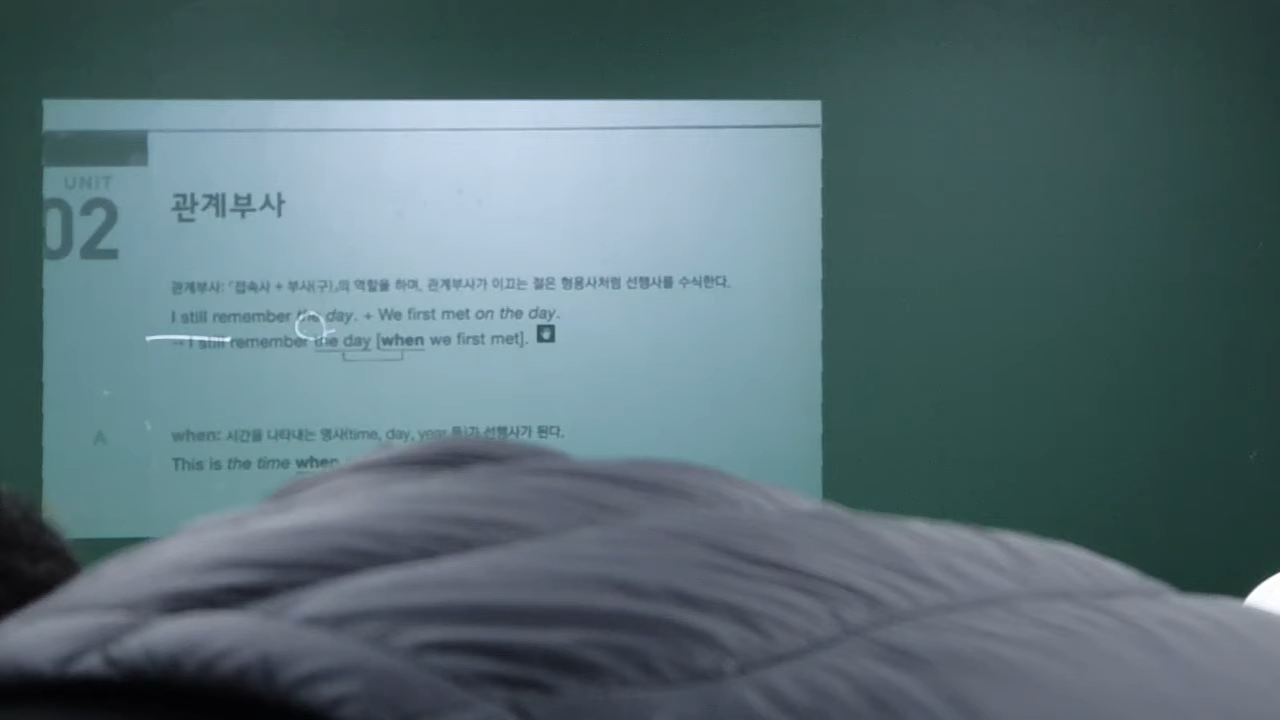 UNIT
02
관계부사
관계부사: 「접속사 + 부사(구)」의 역할을 하며, 관계부사가 이끄는 절은 형용사처럼 선행사를 수식한다.
I still remember the day. + We first met on the day.
→ I still remember the day [when we first met].
A
when: 시간을 나타내는 명사(time, day, year 등)가 선행사가 된다.
This is the time when